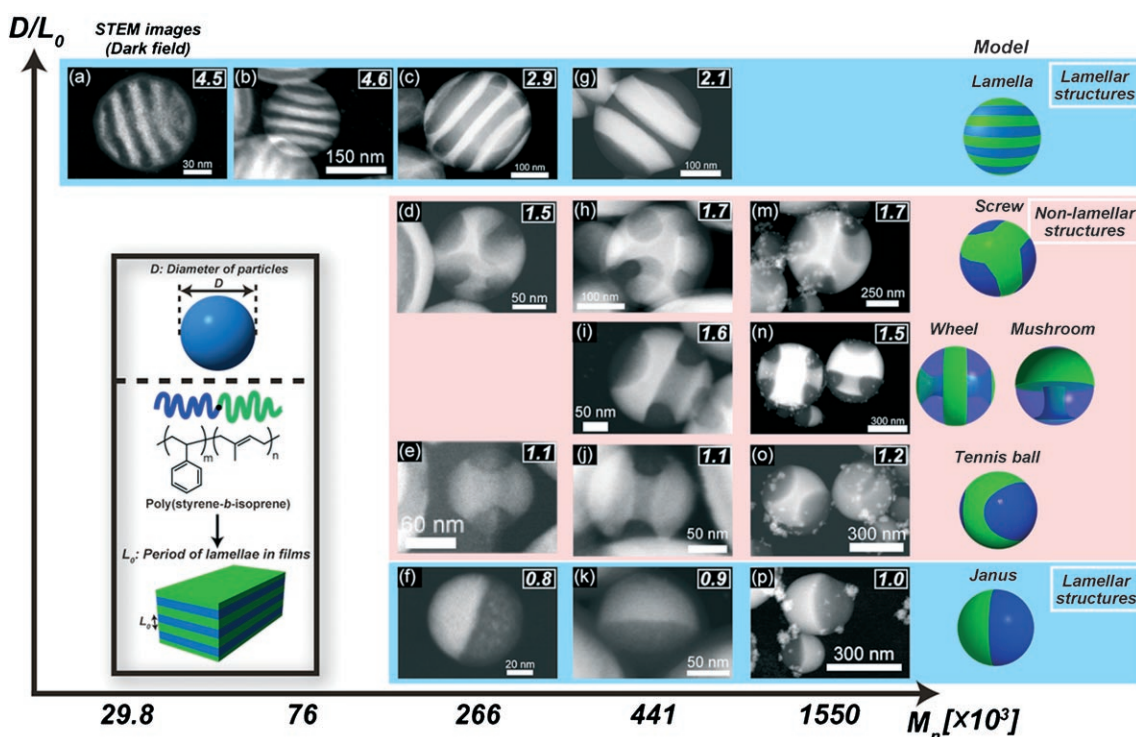 D/L0
STEM images
(Dark field)
Model
(a) 4.5
30 nm
(b) 4.6
150 nm
(c) 2.9
100 nm
(g) 2.1
100 nm
Lamella
Lamellar
structures
(d) 1.5
50 nm
(h) 1.7
100 nm
(m) 1.7
250 nm
Screw
Non-lamellar
structures
(i) 1.6
50 nm
(n) 1.5
300 nm
Wheel
Mushroom
(e) 1.1
60 nm
(j) 1.1
50 nm
(o) 1.2
300 nm
Tennis ball
(f) 0.8
20 nm
(k) 0.9
50 nm
(p) 1.0
300 nm
Janus
Lamellar
structures
D: Diameter of particles
D
m
n
Poly(styrene-b-isoprene)
L0: Period of lamellae in films
L0
29.8
76
266
441
1550
Mn [×10³]